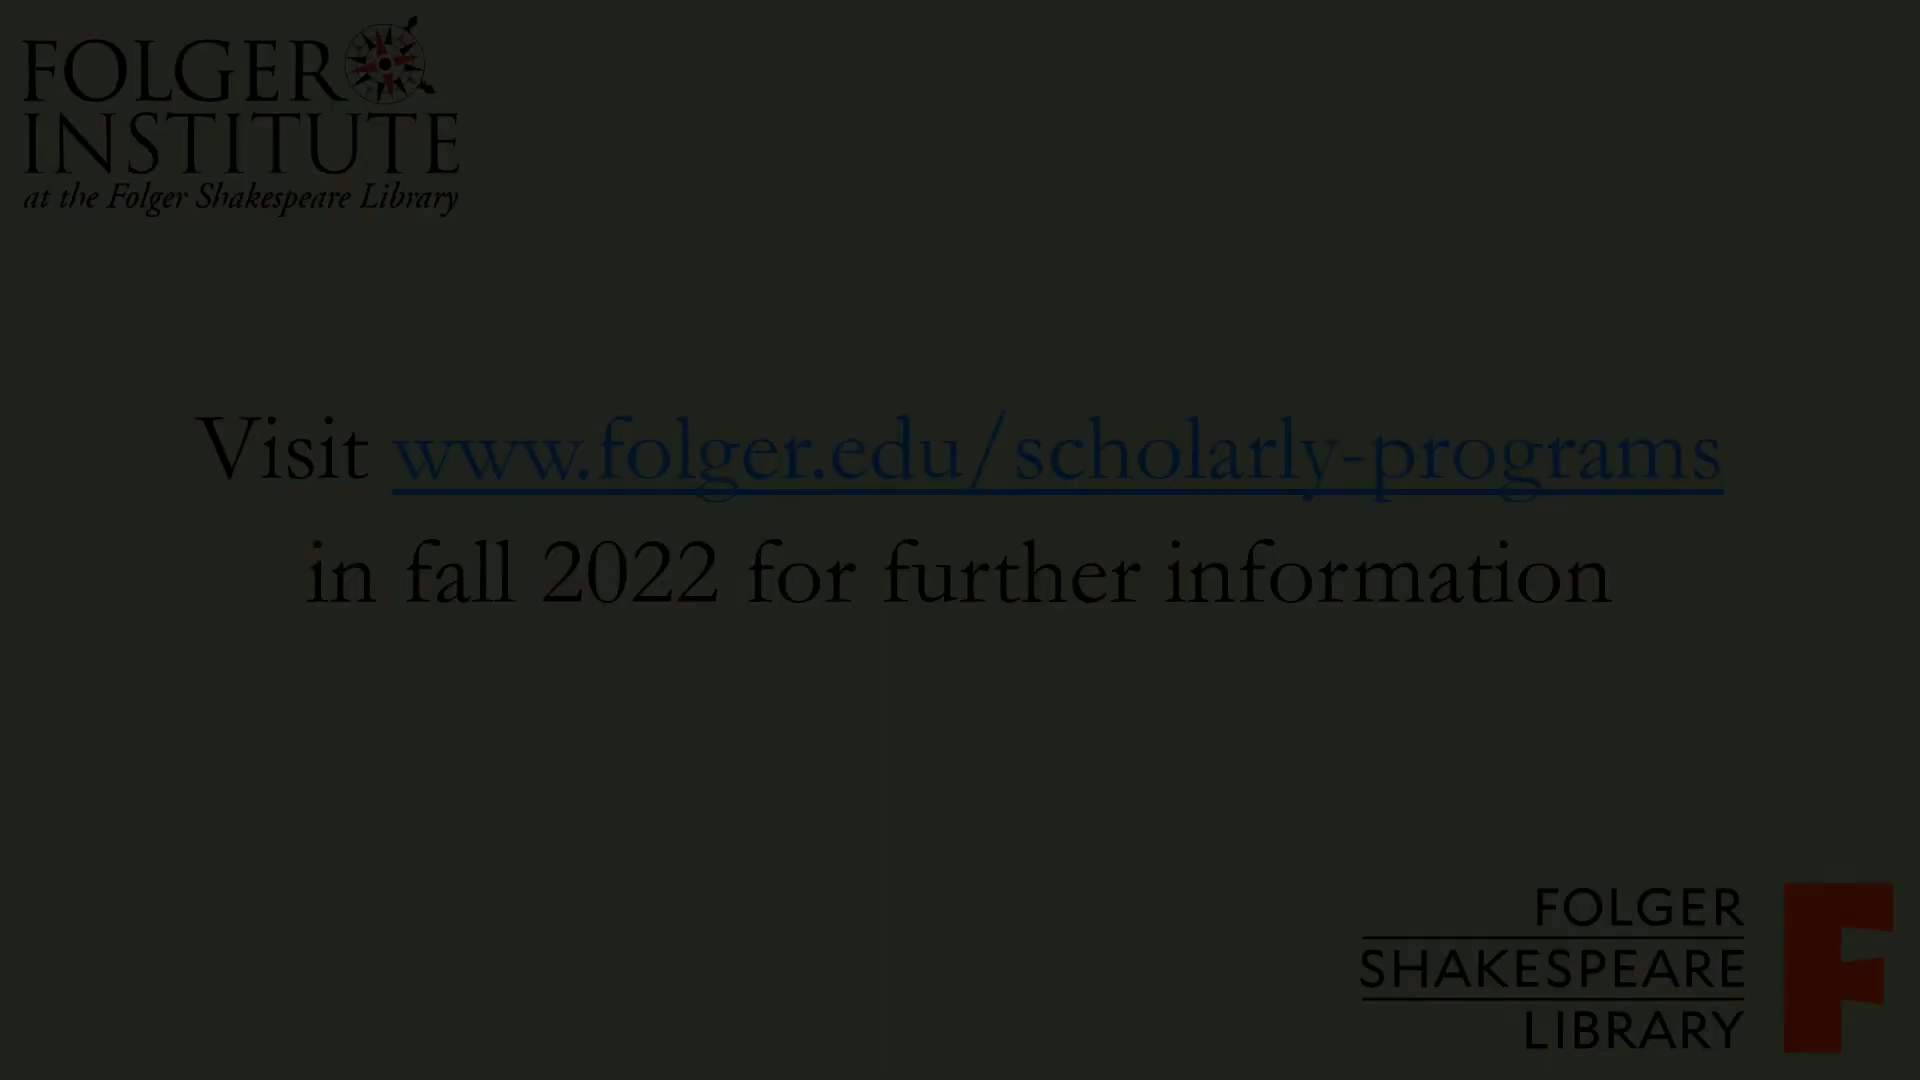 FOLGER
INSTITUTE
at the Folger Shakespeare Library
Visit www.folger.edu/scholarly-programs
in fall 2022 for further information
FOLGER
SHAKESPEARE
LIBRARY
F